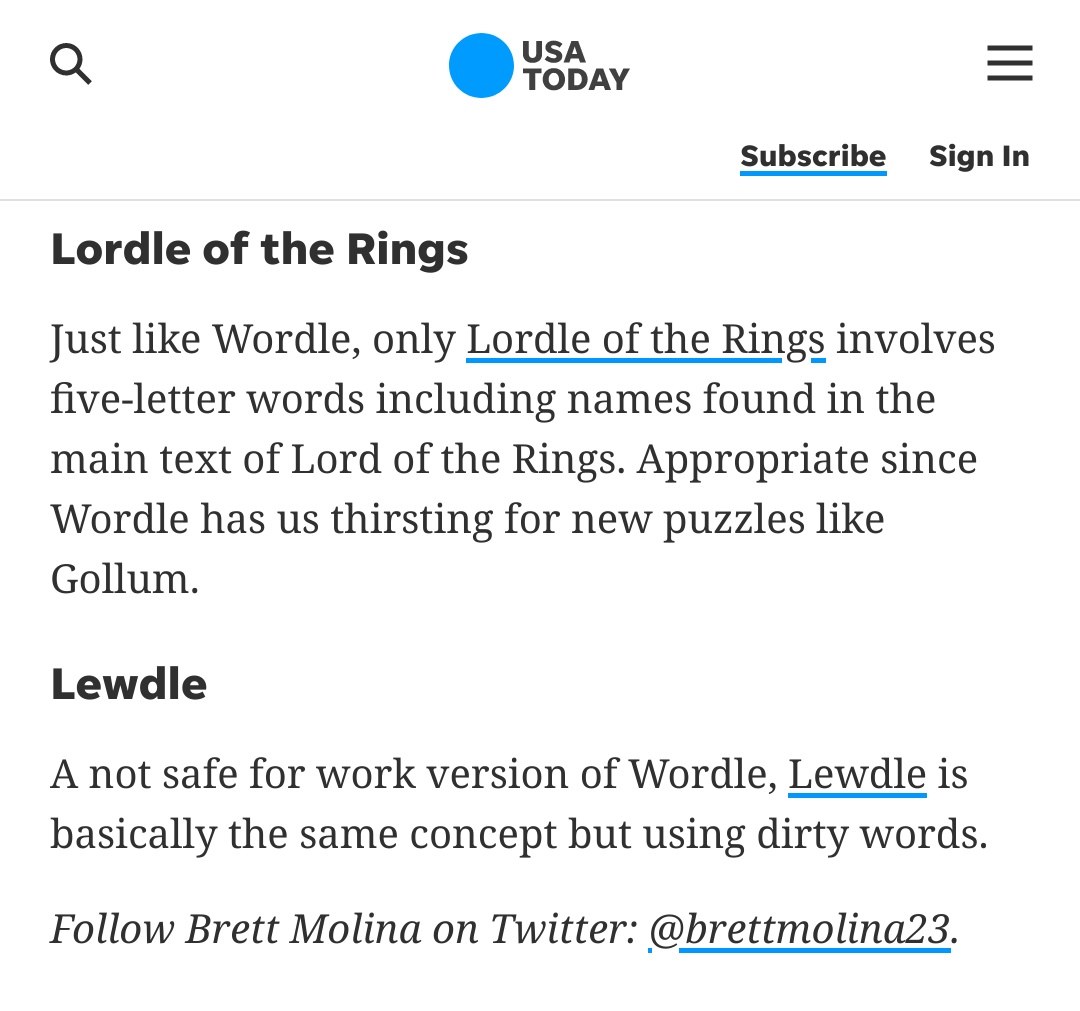 USA
TODAY
Subscribe Sign In
Lordle of the Rings
Just like Wordle, only Lordle of the Rings involves
five-letter words including names found in the
main text of Lord of the Rings. Appropriate since
Wordle has us thirsting for new puzzles like
Gollum.
Lewdle
A not safe for work version of Wordle, Lewdle is
basically the same concept but using dirty words.
Follow Brett Molina on Twitter: @brettmolina23.